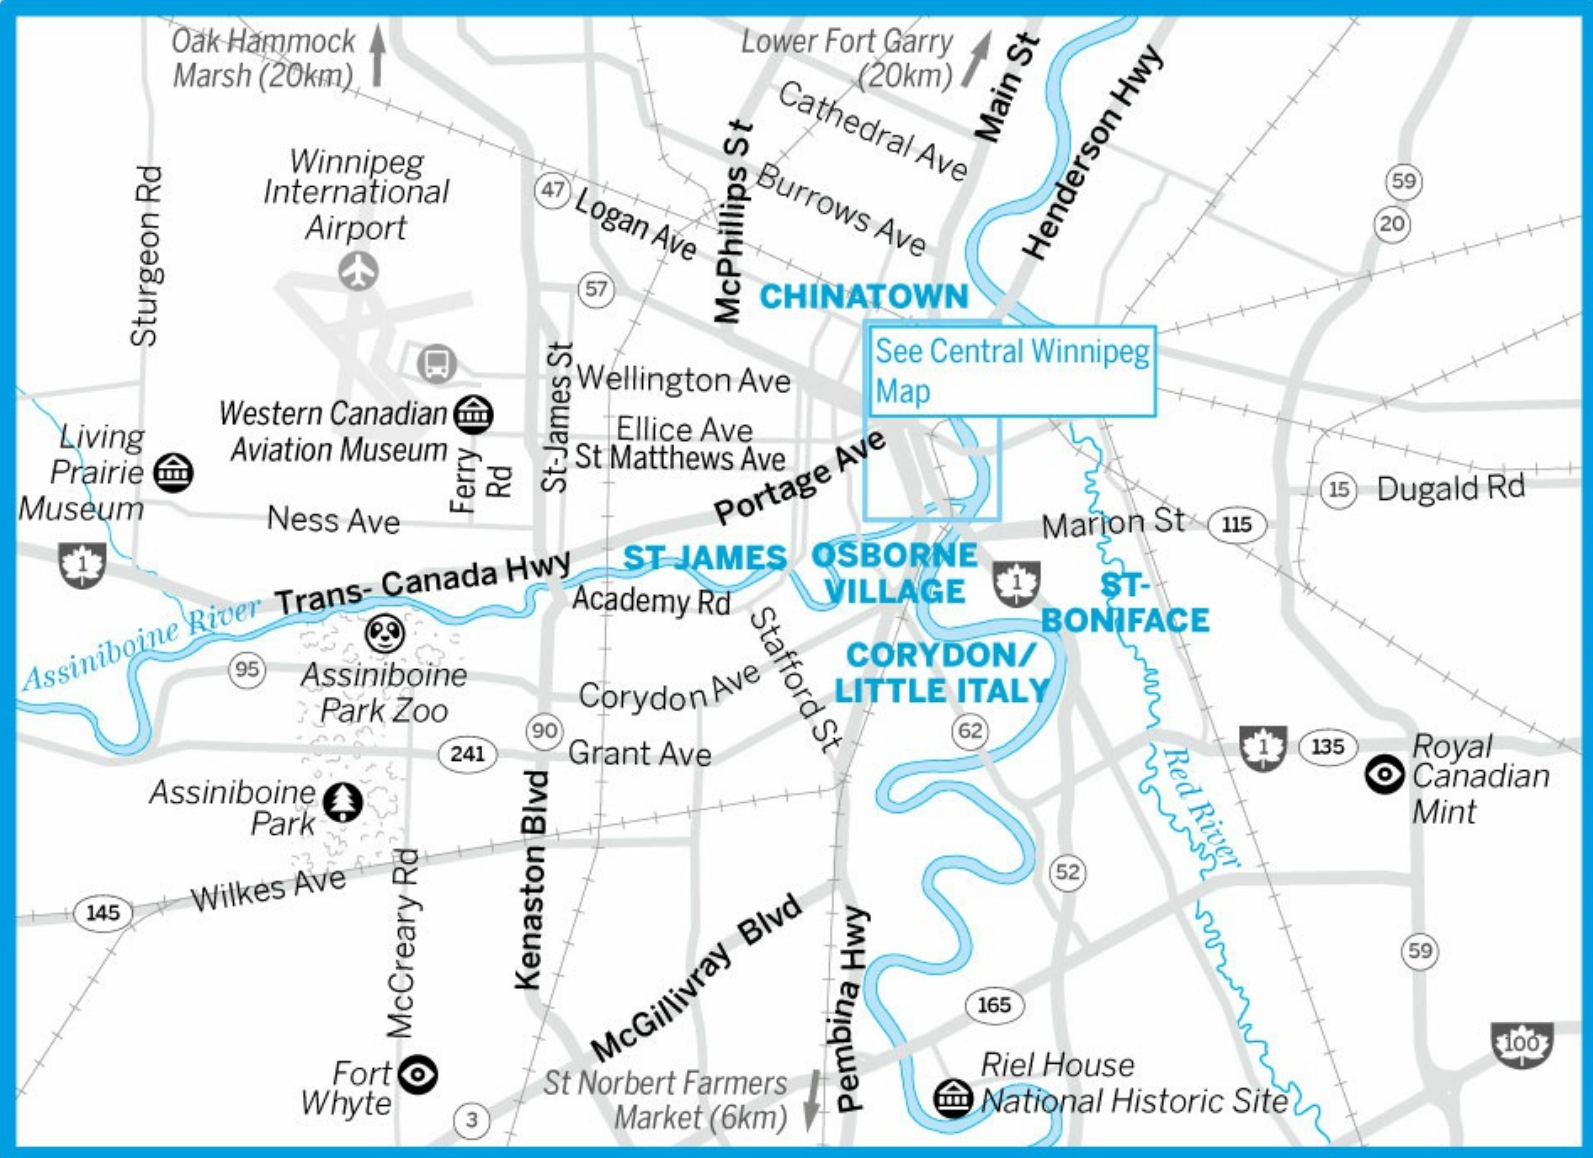 Oak Hammock
Marsh (20km)
Lower Fort Garry
(20km)
Main St
Henderson Hwy
Cathedral Ave
Winnipeg
International
Airport
Sturgeon Rd
47
Logan Ave
McPhillips St
Burrows Ave
59
20
57
CHINATOWN
See Central Winnipeg
Map
St-James St
Wellington Ave
Western Canadian
Aviation Museum
Ellice Ave
St Matthews Ave
Living
Prairie
Museum
Ferry
Rd
Portage Ave
15
Dugald Rd
Ness Ave
Marion St
115
1
Trans- Canada Hwy
ST JAMES
OSBORNE
VILLAGE
1
ST-
BONIFACE
Academy Rd
Assiniboine River
Stafford St
95
Assiniboine
Park Zoo
Corydon Ave
CORYDON/
LITTLE ITALY
90
62
241
Grant Ave
1
135
Royal
Canadian
Mint
Red River
Assiniboine
Park
Kenaston Blvd
McCreary Rd
52
Wilkes Ave
145
McGillivray Blvd
Pembina Hwy
59
165
100
Fort
Whyte
St Norbert Farmers
Market (6km)
3
Riel House
National Historic Site